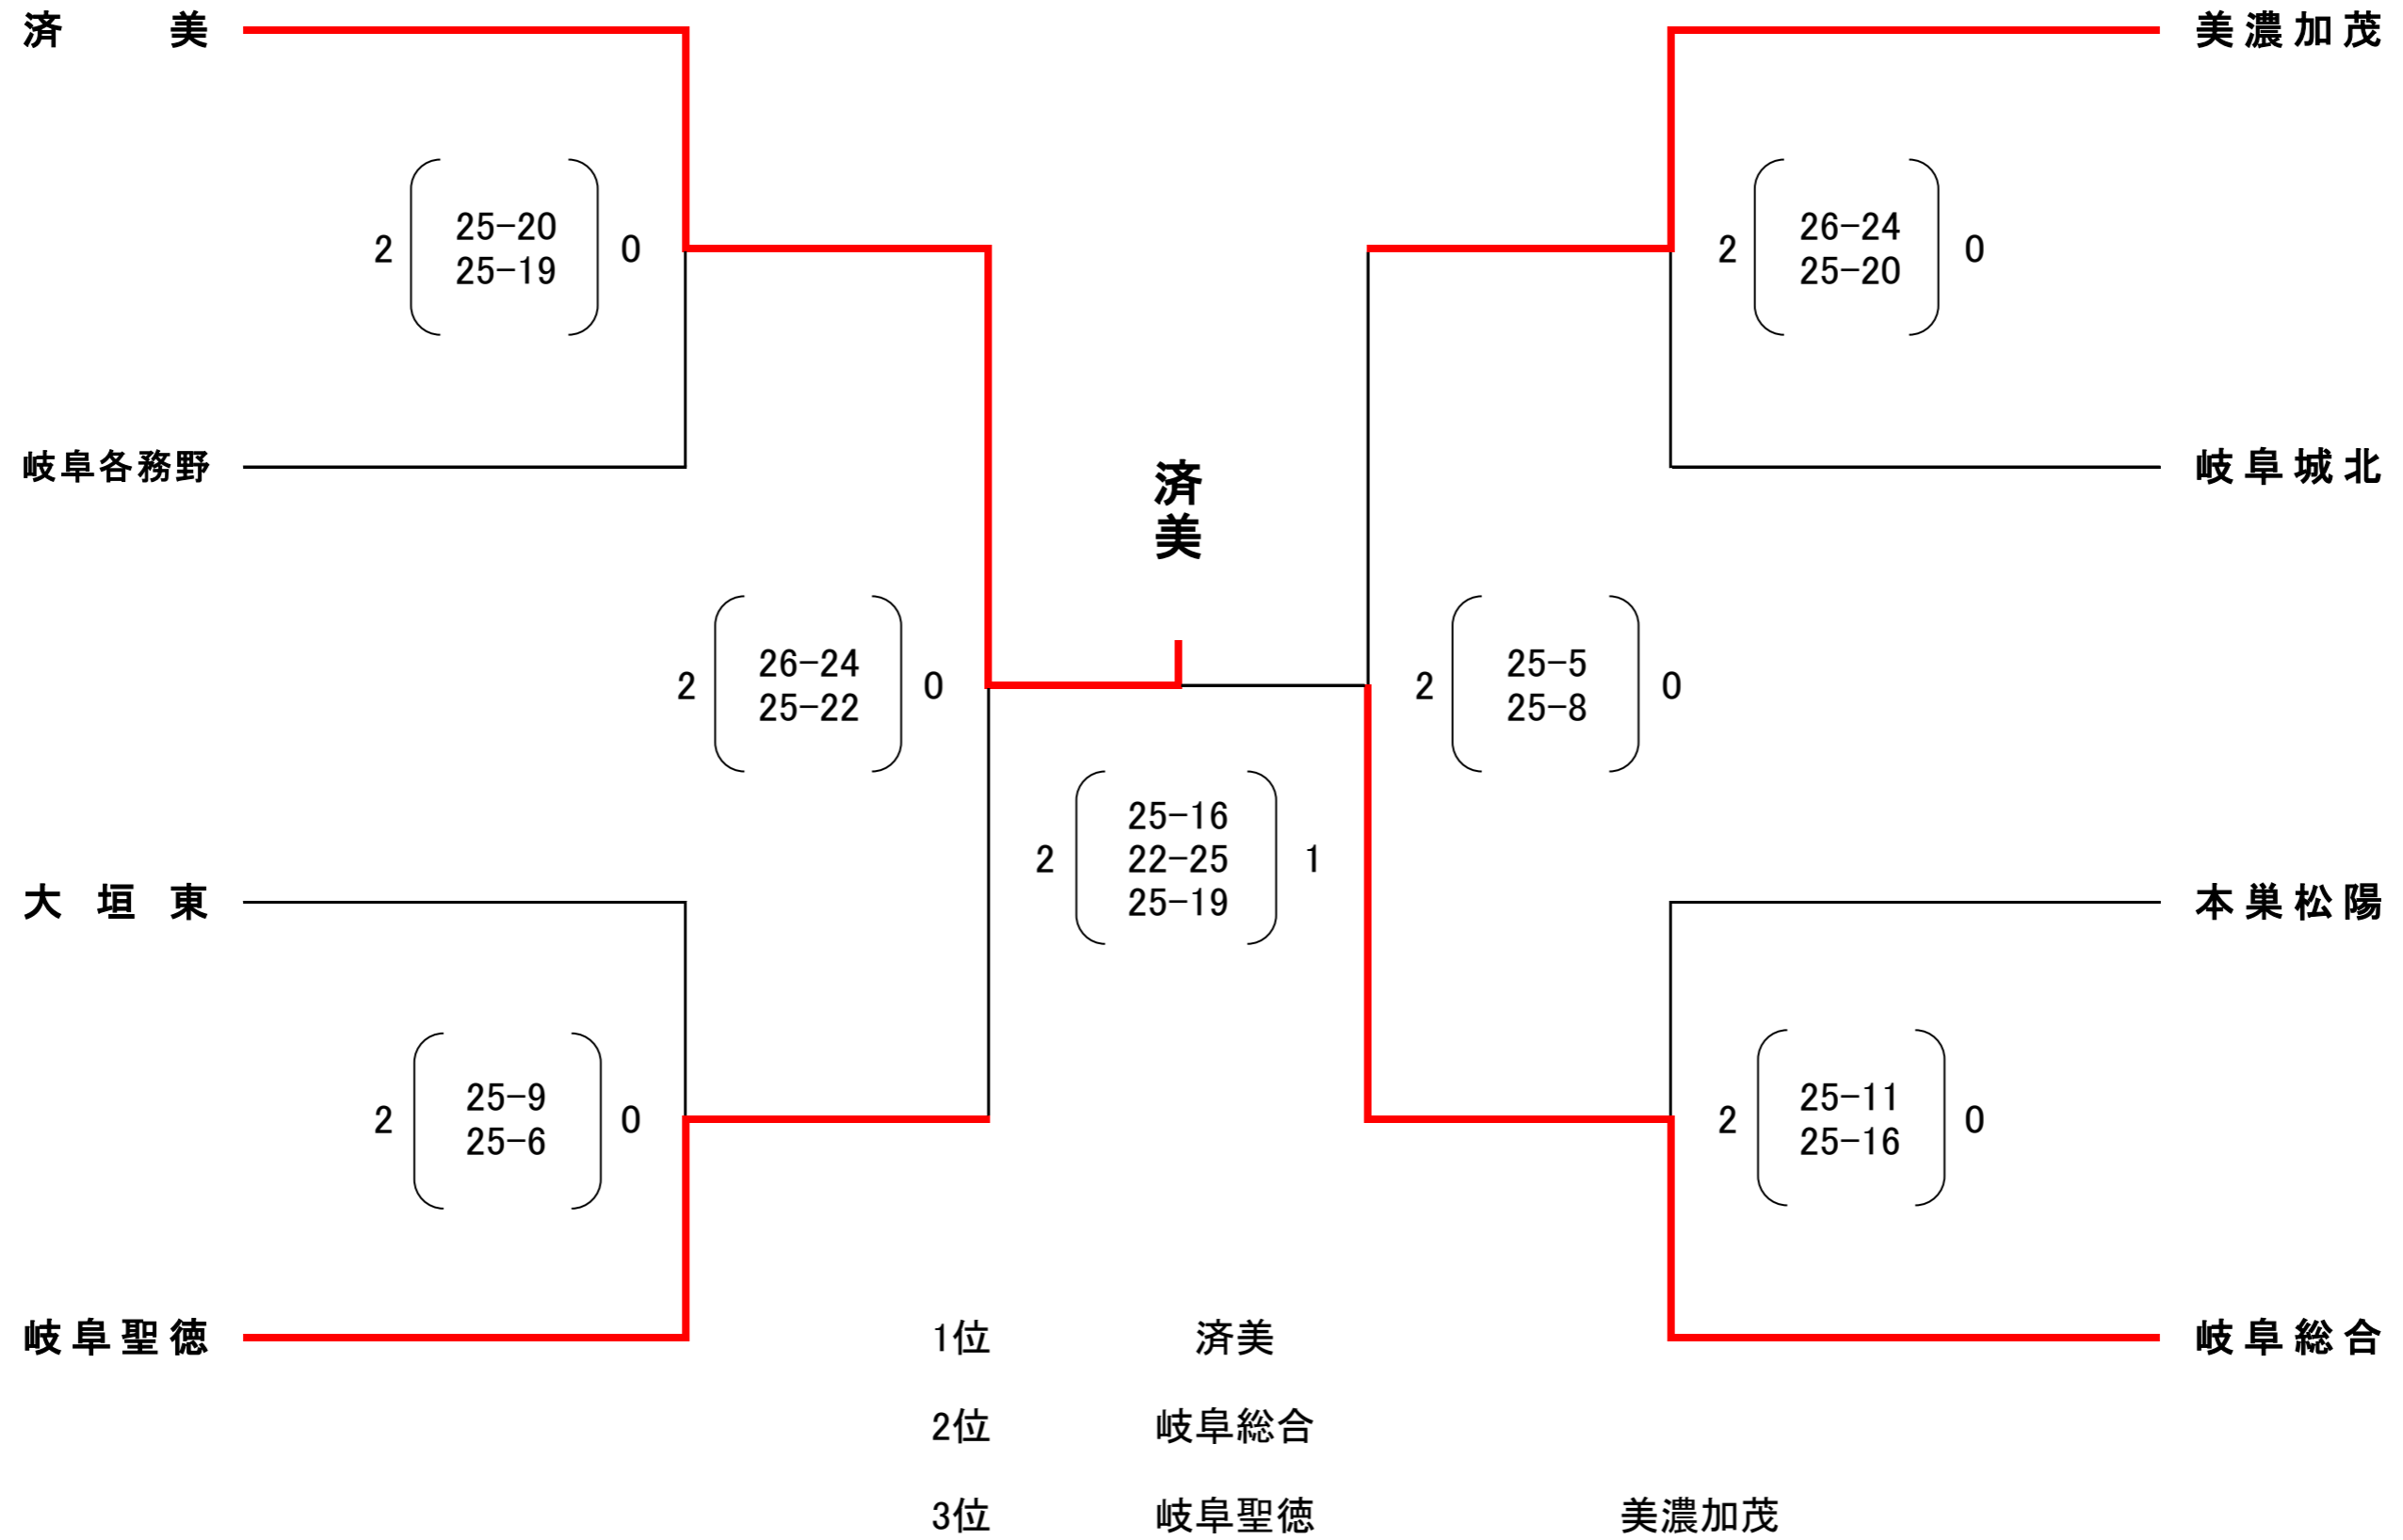 済 美
美濃加茂
2 25-20 0
25-19
2 26-24 0
25-20
岐阜各務野
岐阜城北
済美
2 26-24 0
25-22
2 25-5 0
25-8
2 25-16 1
22-25
25-19
大 垣 東
本巣松陽
2 25-9 0
25-6
2 25-11 0
25-16
岐阜聖徳
岐阜総合
1位 済美
2位 岐阜総合
3位 岐阜聖徳 美濃加茂